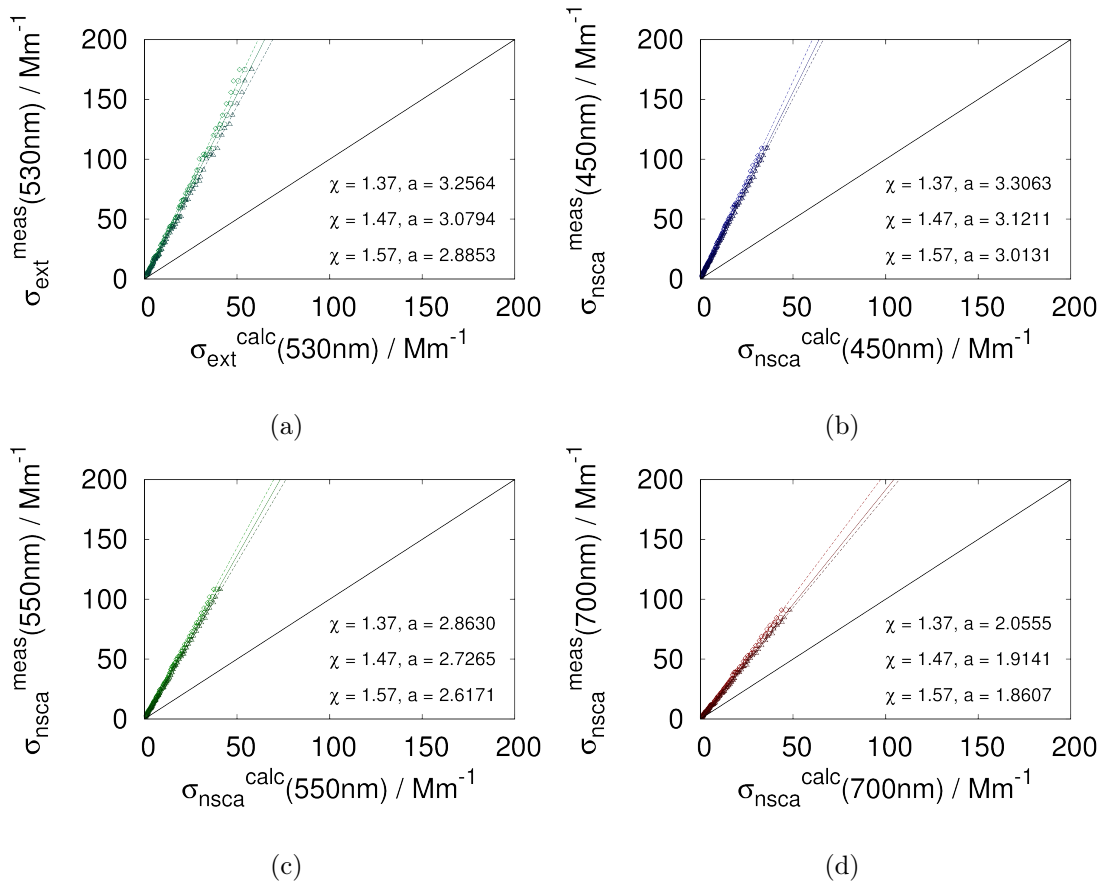 σext^meas(530nm) / Mm^-1
200
150
100
50
0
χ = 1.37, a = 3.2564
χ = 1.47, a = 3.0794
χ = 1.57, a = 2.8853
0 50 100 150 200
σext^calc(530nm) / Mm^-1
(a)
σnsca^meas(450nm) / Mm^-1
200
150
100
50
0
χ = 1.37, a = 3.3063
χ = 1.47, a = 3.1211
χ = 1.57, a = 3.0131
0 50 100 150 200
σnsca^calc(450nm) / Mm^-1
(b)
σnsca^meas(550nm) / Mm^-1
200
150
100
50
0
χ = 1.37, a = 2.8630
χ = 1.47, a = 2.7265
χ = 1.57, a = 2.6171
0 50 100 150 200
σnsca^calc(550nm) / Mm^-1
(c)
σnsca^meas(700nm) / Mm^-1
200
150
100
50
0
χ = 1.37, a = 2.0555
χ = 1.47, a = 1.9141
χ = 1.57, a = 1.8607
0 50 100 150 200
σnsca^calc(700nm) / Mm^-1
(d)